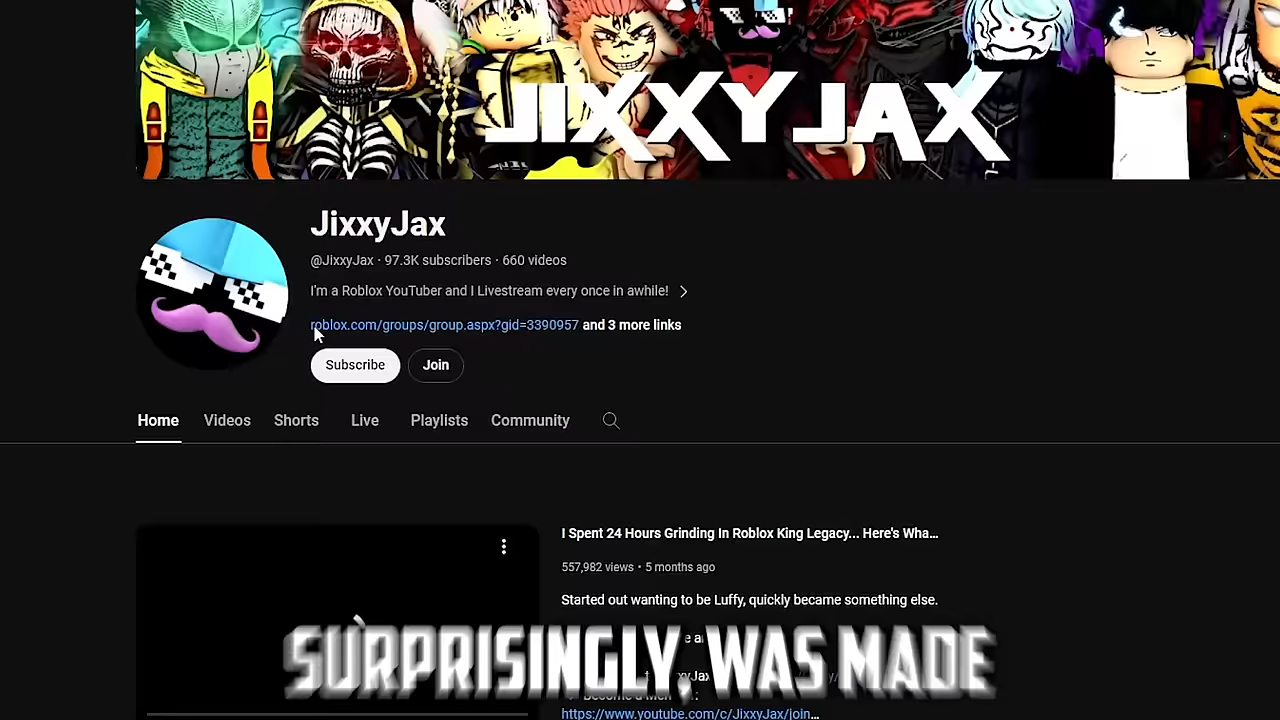 JIXXYJAX
JixxyJax
@JixxyJax · 97.3K subscribers · 660 videos
I'm a Roblox YouTuber and I Livestream every once in awhile!
roblox.com/groups/group.aspx?gid=3390957 and 3 more links
Subscribe Join
Home Videos Shorts Live Playlists Community
I Spent 24 Hours Grinding In Roblox King Legacy... Here's Wha...
557,982 views · 5 months ago
Started out wanting to be Luffy, quickly became something else.
SURPRISINGLY, WAS MADE
https://www.youtube.com/c/JixxyJax/join...